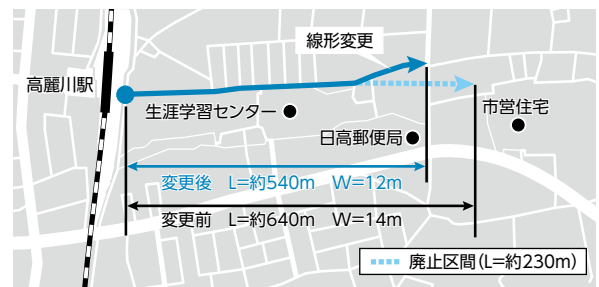 線形変更
高麗川駅
生涯学習センター
市営住宅
日高郵便局
変更後 L=約540m W=12m
変更前 L=約640m W=14m
廃止区間(L=約230m)